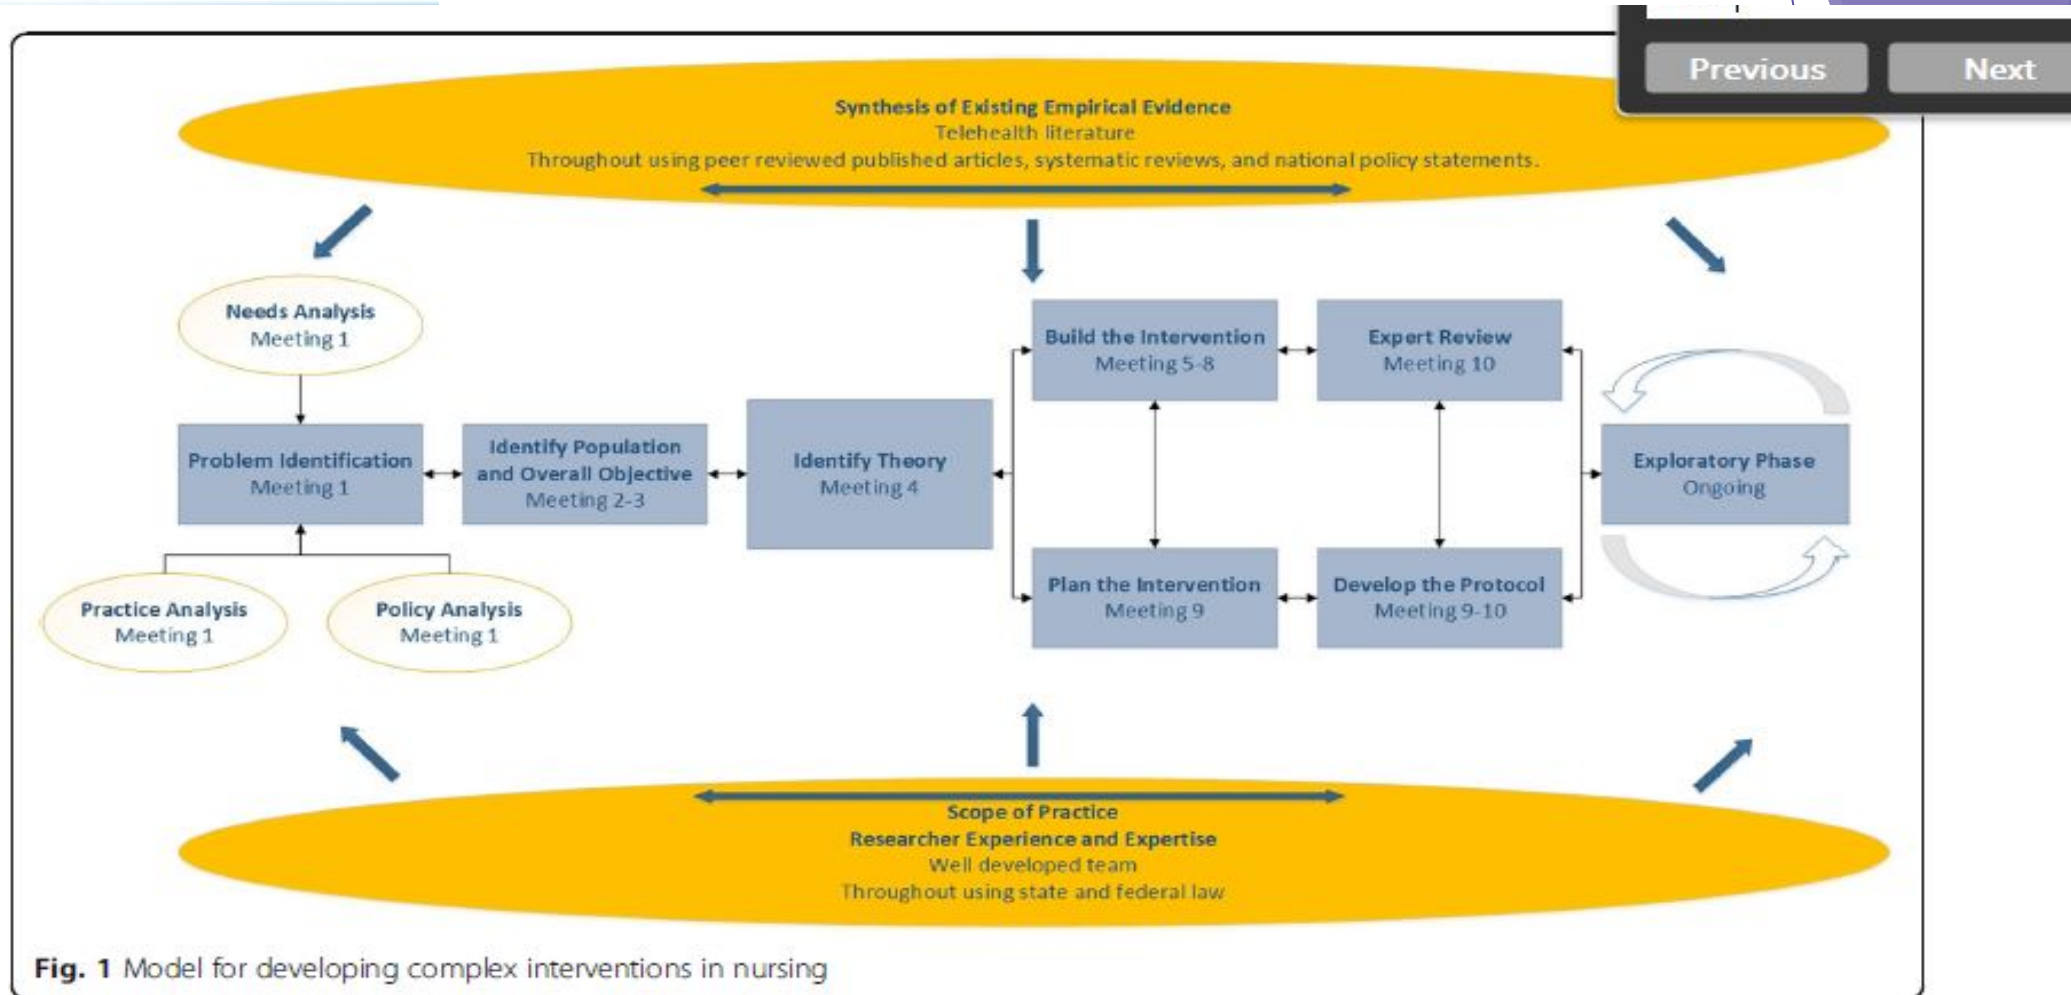 Previous
Next
Synthesis of Existing Empirical Evidence
Telehealth literature
Throughout using peer reviewed published articles, systematic reviews, and national policy statements.
Needs Analysis
Meeting 1
Build the Intervention
Meeting 5-8
Expert Review
Meeting 10
Problem Identification
Meeting 1
Identify Population
and Overall Objective
Meeting 2-3
Identify Theory
Meeting 4
Exploratory Phase
Ongoing
Practice Analysis
Meeting 1
Policy Analysis
Meeting 1
Plan the Intervention
Meeting 9
Develop the Protocol
Meeting 9-10
Scope of Practice
Researcher Experience and Expertise
Well developed team
Throughout using state and federal law
Fig. 1 Model for developing complex interventions in nursing